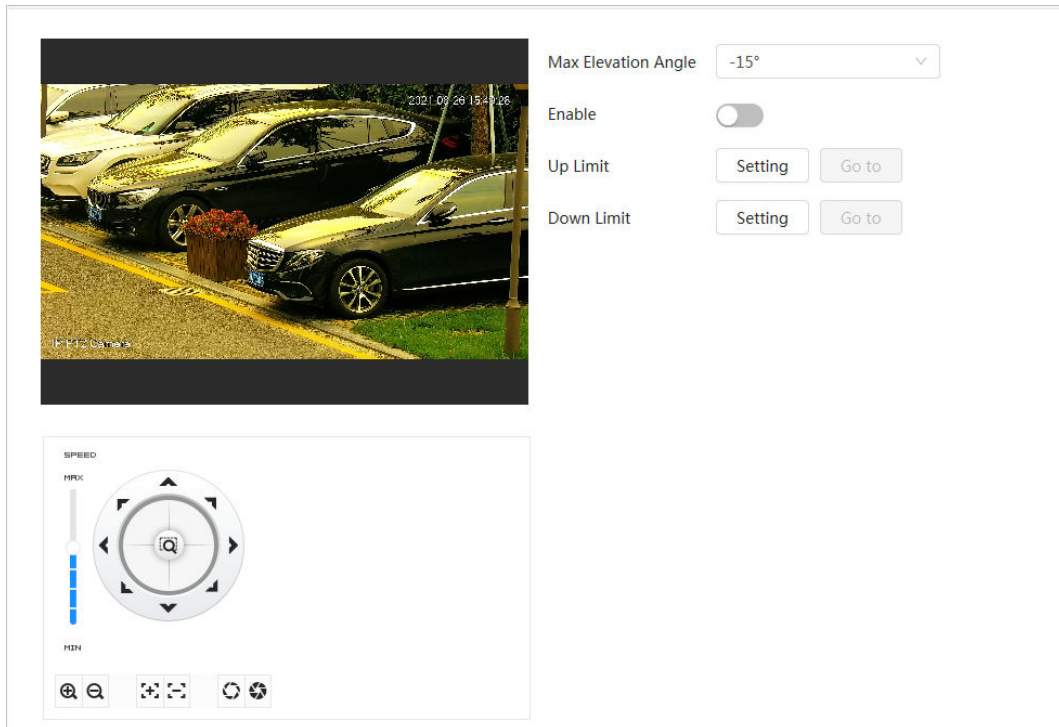 Max Elevation Angle
-15°
2021-08-26 15:49:26
Enable
Up Limit
Setting
Go to
Down Limit
Setting
Go to
IP PTZ Camera
SPEED
MAX
MIN